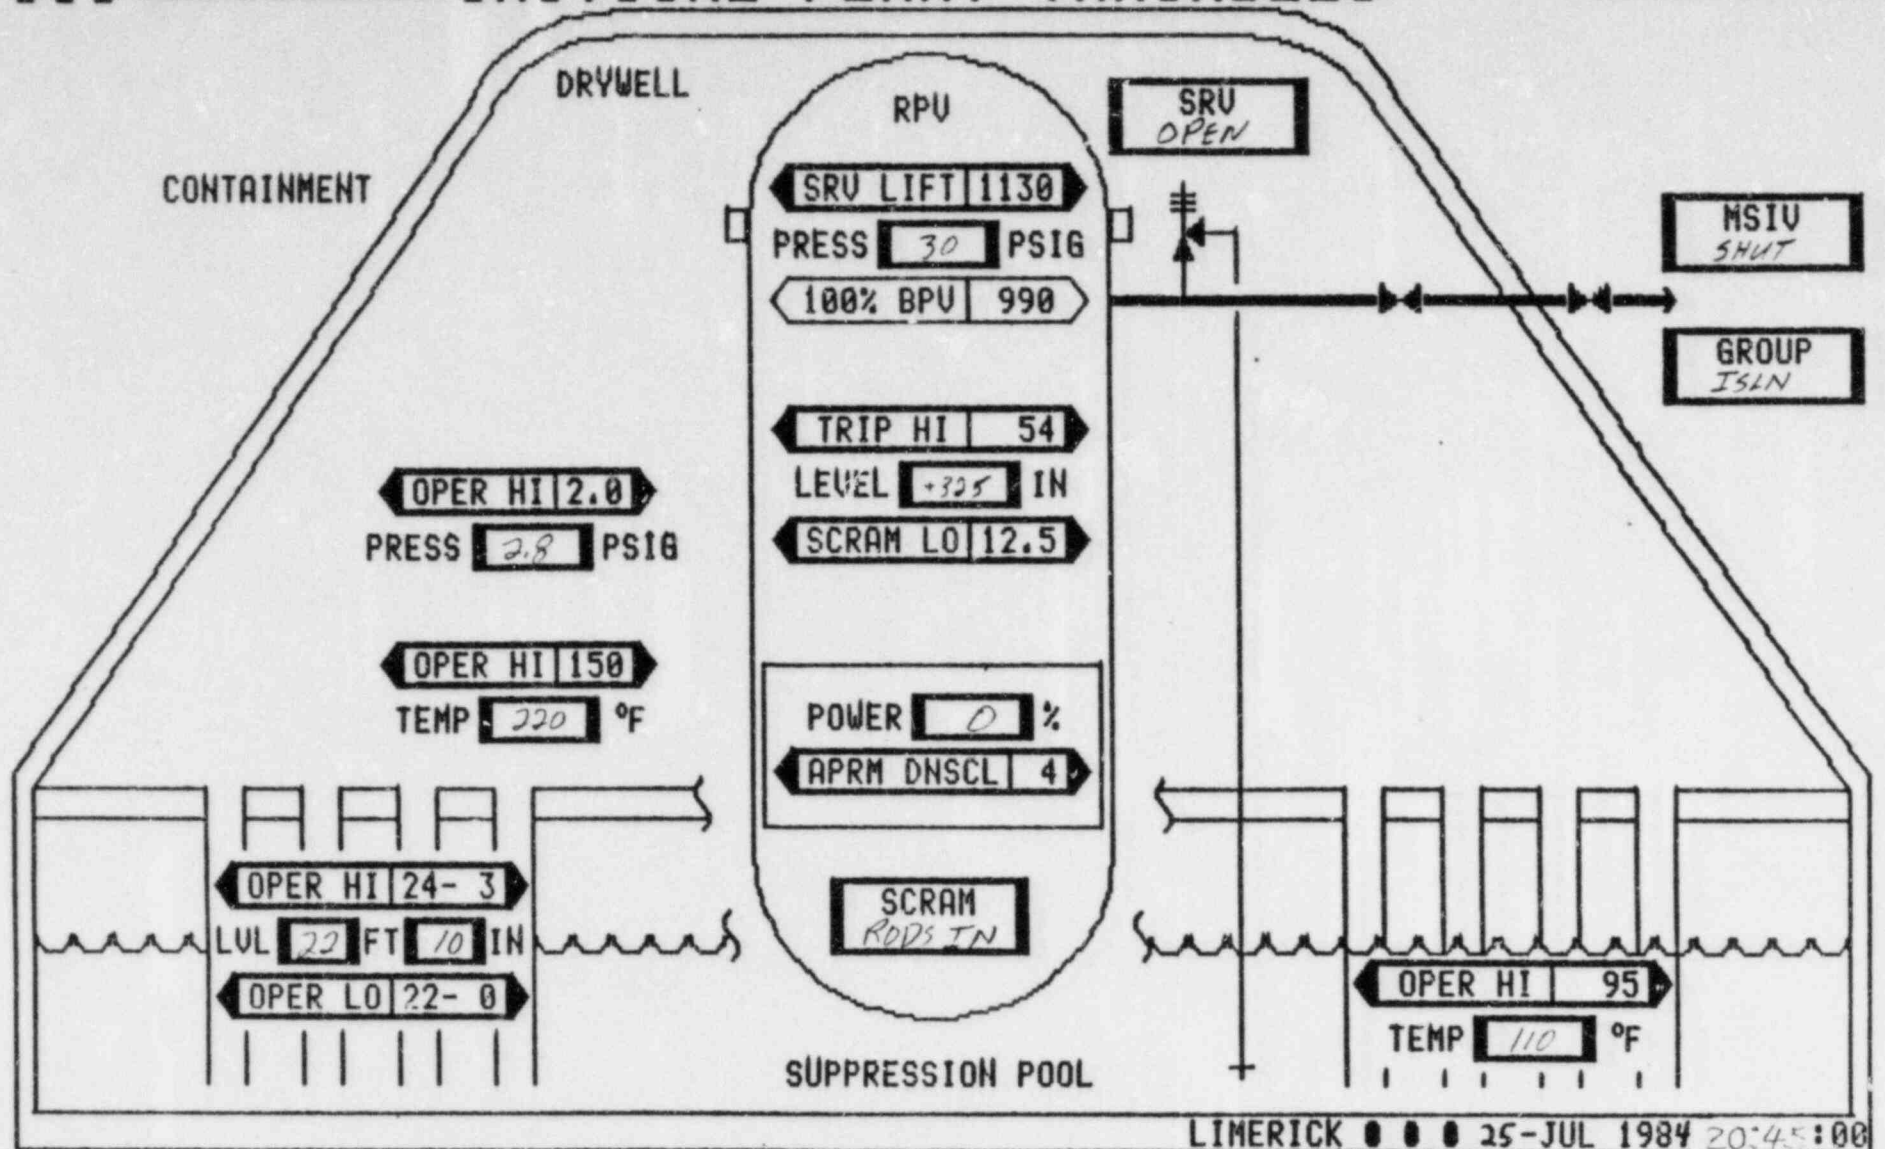 DRYWELL
RPV
SRV
OPEN
CONTAINMENT
SRV LIFT 1130
PRESS 30 PSIG
100% BPV 990
MSIV
SHUT
GROUP
ISLN
TRIP HI 54
LEVEL +325 IN
SCRAM LO 12.5
OPER HI 2.0
PRESS 2.8 PSIG
OPER HI 150
TEMP 220 °F
POWER 0 %
APRM DNSCL 4
OPER HI 24- 3
LVL 22 FT 10 IN
OPER LO 22- 0
SCRAM
RODS IN
OPER HI 95
TEMP 110 °F
SUPPRESSION POOL
LIMERICK 25-JUL 1984 20:45:00